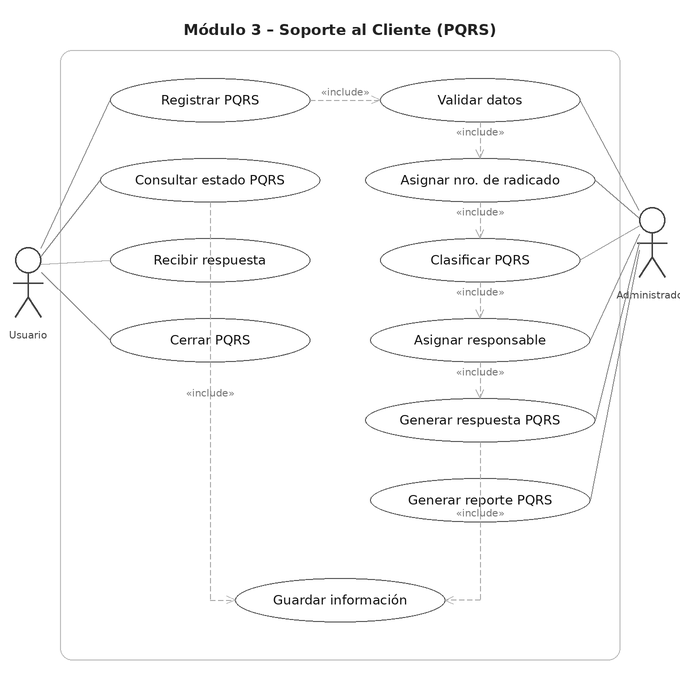 Módulo 3 – Soporte al Cliente (PQRS)
Registrar PQRS
«include»
Validar datos
«include»
Consultar estado PQRS
Asignar nro. de radicado
«include»
Recibir respuesta
Clasificar PQRS
«include»
Usuario
Administrado
Cerrar PQRS
Asignar responsable
«include»
«include»
Generar respuesta PQRS
Generar reporte PQRS
«include»
Guardar información